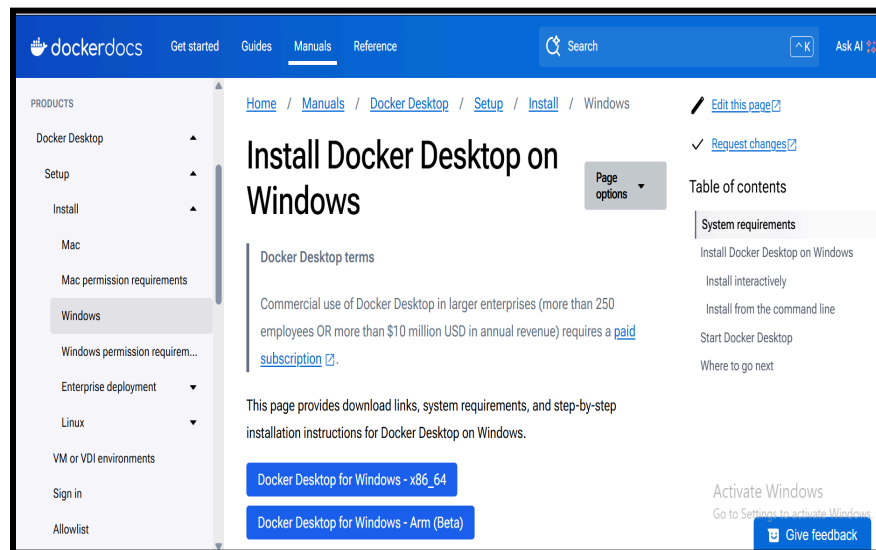 dockerdocs Get started Guides Manuals Reference Search ^K Ask AI
PRODUCTS
Docker Desktop
Setup
Install
Mac
Mac permission requirements
Windows
Windows permission requirem...
Enterprise deployment
Linux
VM or VDI environments
Sign in
Allowlist
Home / Manuals / Docker Desktop / Setup / Install / Windows
Install Docker Desktop on
Windows
Page
options
Docker Desktop terms
Commercial use of Docker Desktop in larger enterprises (more than 250
employees OR more than $10 million USD in annual revenue) requires a paid
subscription.
This page provides download links, system requirements, and step-by-step
installation instructions for Docker Desktop on Windows.
Docker Desktop for Windows - x86_64
Docker Desktop for Windows - Arm (Beta)
Edit this page
Request changes
Table of contents
System requirements
Install Docker Desktop on Windows
Install interactively
Install from the command line
Start Docker Desktop
Where to go next
Activate Windows
Go to Settings to activate Windows
Give feedback